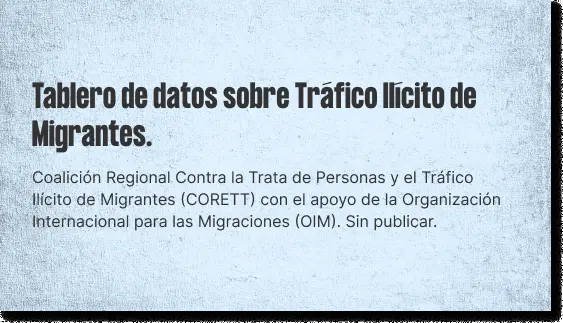 Tablero de datos sobre Tráfico Ilícito de
Migrantes.
Coalición Regional Contra la Trata de Personas y el Tráfico
Ilícito de Migrantes (CORETT) con el apoyo de la Organización
Internacional para las Migraciones (OIM). Sin publicar.